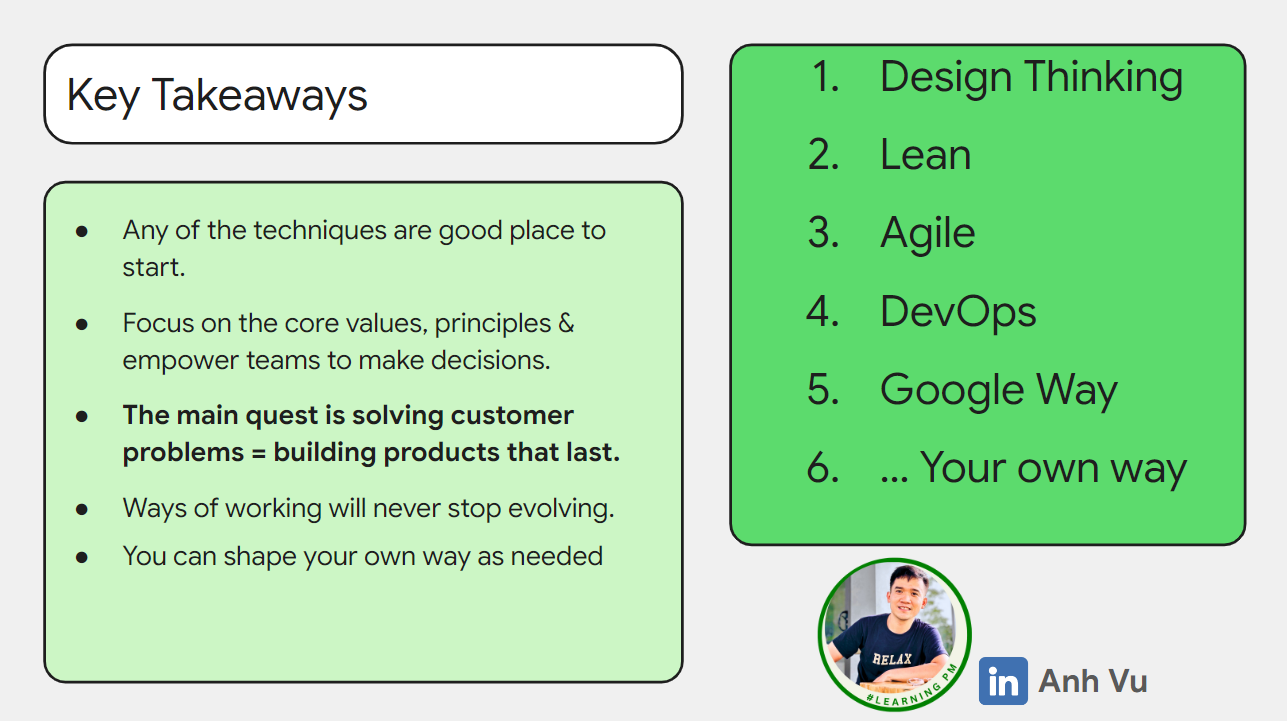 Key Takeaways
● Any of the techniques are good place to
start.
● Focus on the core values, principles &
empower teams to make decisions.
● The main quest is solving customer
problems = building products that last.
● Ways of working will never stop evolving.
● You can shape your own way as needed
1. Design Thinking
2. Lean
3. Agile
4. DevOps
5. Google Way
6. ... Your own way
RELAX
#LEARNING PM
in Anh Vu